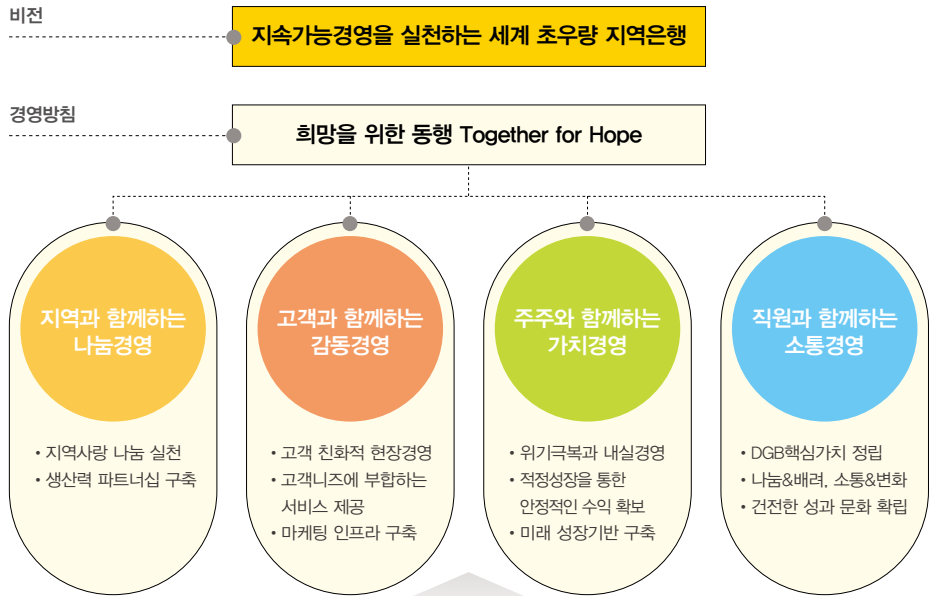 비전
지속가능경영을 실천하는 세계 초우량 지역은행
경영방침
희망을 위한 동행 Together for Hope
지역과 함께하는
나눔경영
• 지역사랑 나눔 실천
• 생산력 파트너십 구축
고객과 함께하는
감동경영
• 고객 친화적 현장경영
• 고객니즈에 부합하는
서비스 제공
• 마케팅 인프라 구축
주주와 함께하는
가치경영
• 위기극복과 내실경영
• 적정성장을 통한
안정적인 수익 확보
• 미래 성장기반 구축
직원과 함께하는
소통경영
• DGB핵심가치 정립
• 나눔&배려, 소통&변화
• 건전한 성과 문화 확립